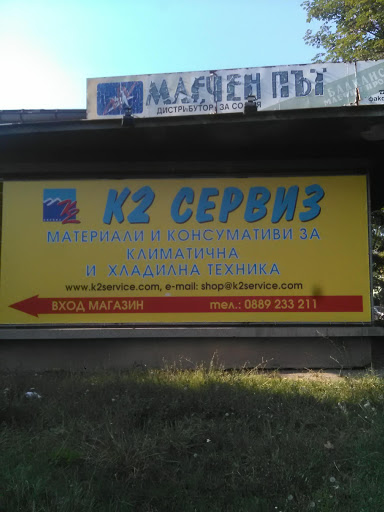 МЛЕЧЕН ПЪТ
ДИСТРИБУТОР ЗА СОФИЯ
K2 СЕРВИЗ
МАТЕРИАЛИ И КОНСУМАТИВИ ЗА
КЛИМАТИЧНА
И ХЛАДИЛНА ТЕХНИКА
www.k2service.com, e-mail: shop@k2service.com
ВХОД МАГАЗИН тел.: 0889 233 211